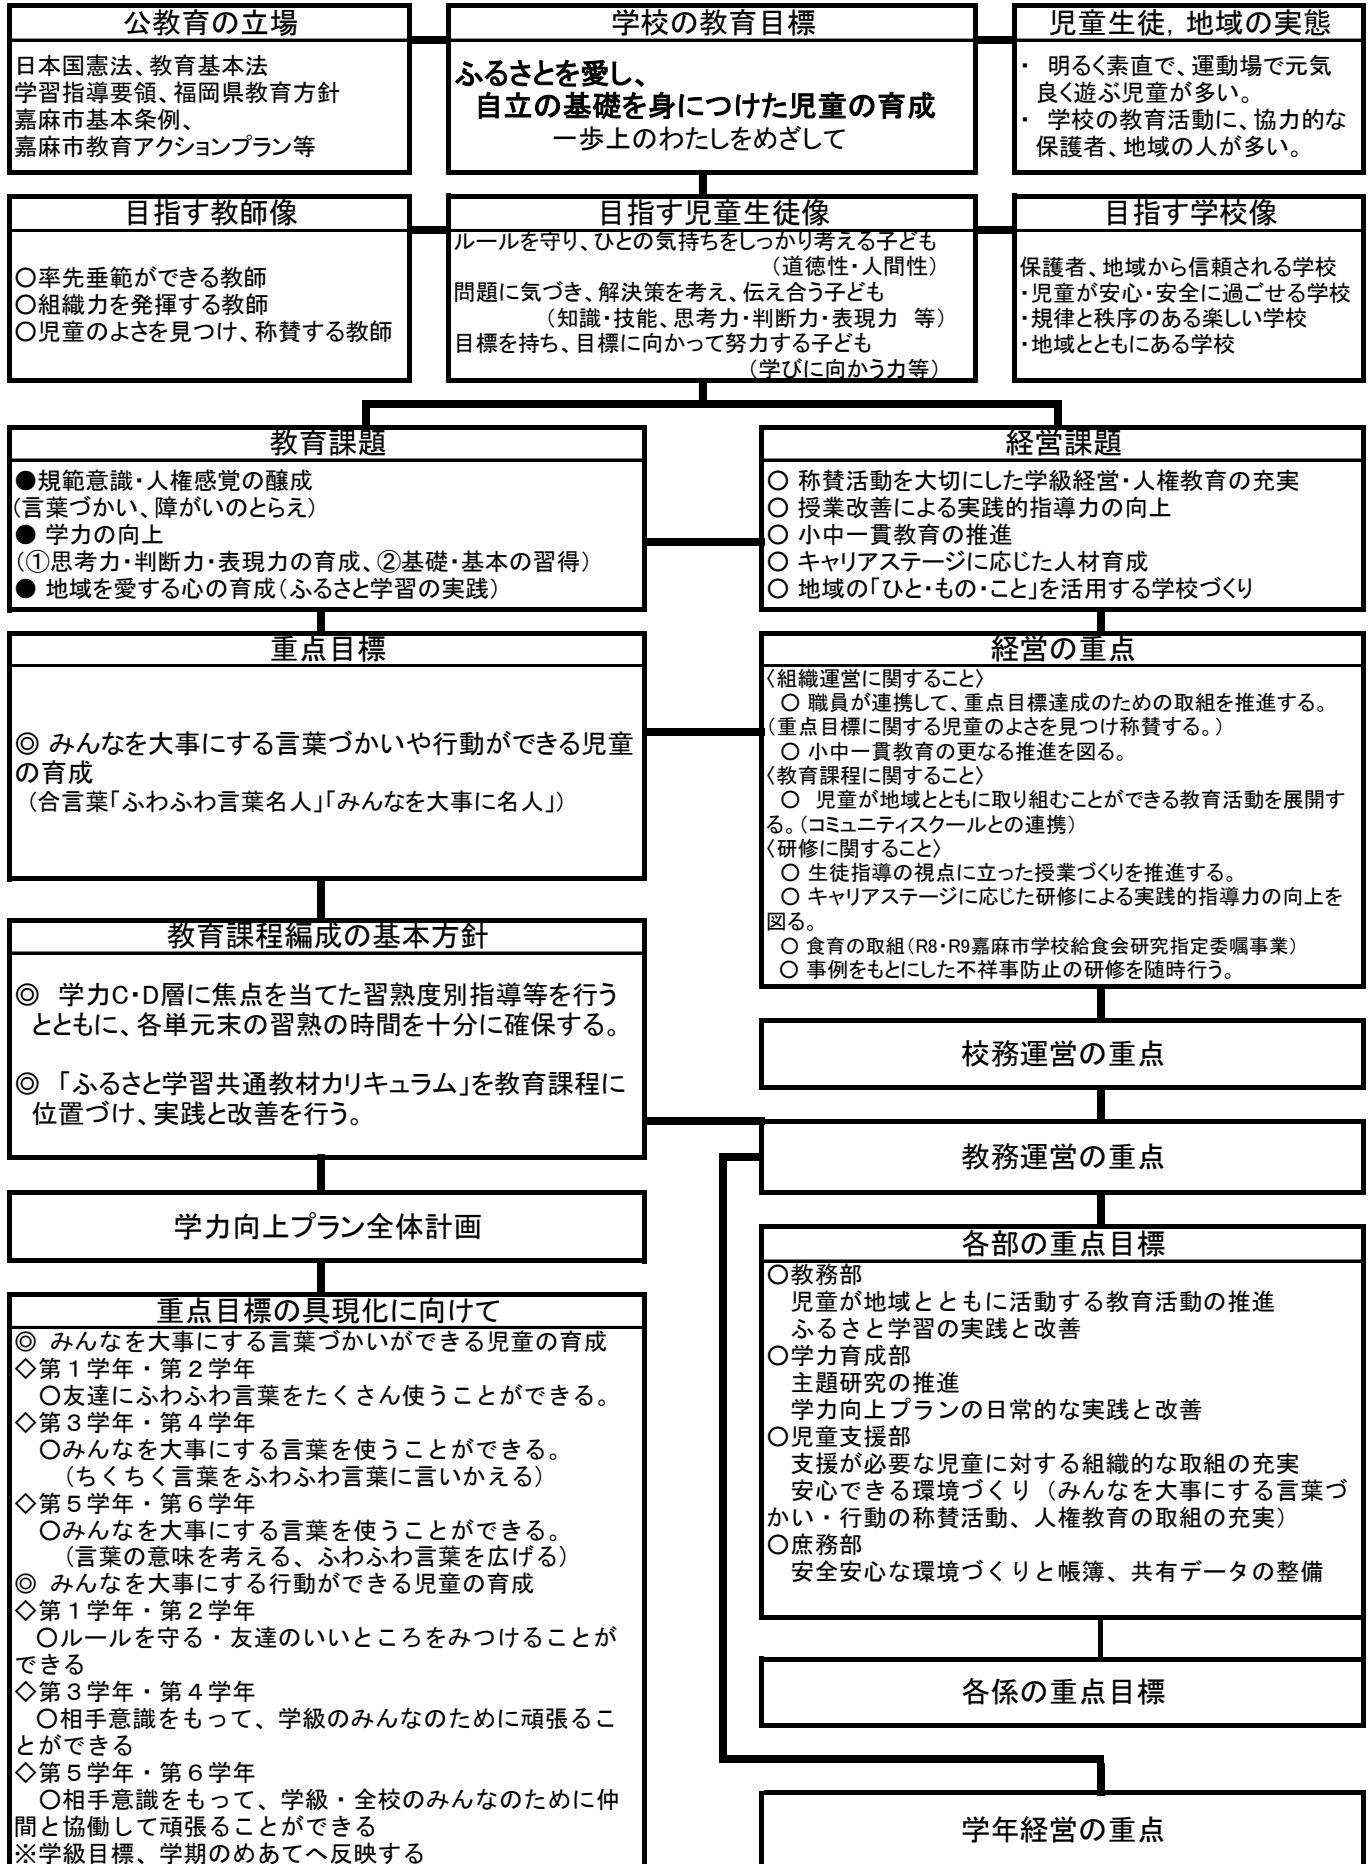 公教育の立場
日本国憲法、教育基本法
学習指導要領、福岡県教育方針
嘉麻市基本条例、
嘉麻市教育アクションプラン等
学校の教育目標
ふるさとを愛し、
自立の基礎を身につけた児童の育成
一歩上のわたしをめざして
児童生徒，地域の実態
・ 明るく素直で、運動場で元気
良く遊ぶ児童が多い。
・ 学校の教育活動に、協力的な
保護者、地域の人が多い。
目指す教師像
〇率先垂範ができる教師
〇組織力を発揮する教師
〇児童のよさを見つけ、称賛する教師
目指す児童生徒像
ルールを守り、ひとの気持ちをしっかり考える子ども
（道徳性・人間性）
問題に気づき、解決策を考え、伝え合う子ども
（知識・技能、思考力・判断力・表現力 等）
目標を持ち、目標に向かって努力する子ども
（学びに向かう力等）
目指す学校像
保護者、地域から信頼される学校
・児童が安心・安全に過ごせる学校
・規律と秩序のある楽しい学校
・地域とともにある学校
教育課題
●規範意識・人権感覚の醸成
(言葉づかい、障がいのとらえ）
● 学力の向上
（①思考力・判断力・表現力の育成、②基礎・基本の習得）
● 地域を愛する心の育成（ふるさと学習の実践）
経営課題
〇 称賛活動を大切にした学級経営・人権教育の充実
〇 授業改善による実践的指導力の向上
〇 小中一貫教育の推進
〇 キャリアステージに応じた人材育成
〇 地域の「ひと・もの・こと」を活用する学校づくり
重点目標
◎ みんなを大事にする言葉づかいや行動ができる児童
の育成
（合言葉「ふわふわ言葉名人」「みんなを大事に名人」）
経営の重点
〈組織運営に関すること〉
〇 職員が連携して、重点目標達成のための取組を推進する。
（重点目標に関する児童のよさを見つけ称賛する。）
〇 小中一貫教育の更なる推進を図る。
〈教育課程に関すること〉
〇 児童が地域とともに取り組むことができる教育活動を展開す
る。（コミュニティスクールとの連携）
〈研修に関すること〉
〇 生徒指導の視点に立った授業づくりを推進する。
〇 キャリアステージに応じた研修による実践的指導力の向上を
図る。
〇 食育の取組（R8・R9嘉麻市学校給食会研究指定委嘱事業）
〇 事例をもとにした不祥事防止の研修を随時行う。
教育課程編成の基本方針
◎ 学力C・D層に焦点を当てた習熟度別指導等を行う
とともに、各単元末の習熟の時間を十分に確保する。
◎ 「ふるさと学習共通教材カリキュラム」を教育課程に
位置づけ、実践と改善を行う。
校務運営の重点
教務運営の重点
学力向上プラン全体計画
各部の重点目標
〇教務部
児童が地域とともに活動する教育活動の推進
ふるさと学習の実践と改善
〇学力育成部
主題研究の推進
学力向上プランの日常的な実践と改善
〇児童支援部
支援が必要な児童に対する組織的な取組の充実
安心できる環境づくり（みんなを大事にする言葉づ
かい・行動の称賛活動、人権教育の取組の充実）
〇庶務部
安全安心な環境づくりと帳簿、共有データの整備
重点目標の具現化に向けて
◎ みんなを大事にする言葉づかいができる児童の育成
◇第１学年・第２学年
〇友達にふわふわ言葉をたくさん使うことができる。
◇第３学年・第４学年
〇みんなを大事にする言葉を使うことができる。
（ちくちく言葉をふわふわ言葉に言いかえる）
◇第５学年・第６学年
〇みんなを大事にする言葉を使うことができる。
（言葉の意味を考える、ふわふわ言葉を広げる）
◎ みんなを大事にする行動ができる児童の育成
◇第１学年・第２学年
〇ルールを守る・友達のいいところをみつけることが
できる
◇第３学年・第４学年
〇相手意識をもって、学級のみんなのために頑張るこ
とができる
◇第５学年・第６学年
〇相手意識をもって、学級・全校のみんなのために仲
間と協働して頑張ることができる
※学級目標、学期のめあてへ反映する
各係の重点目標
学年経営の重点